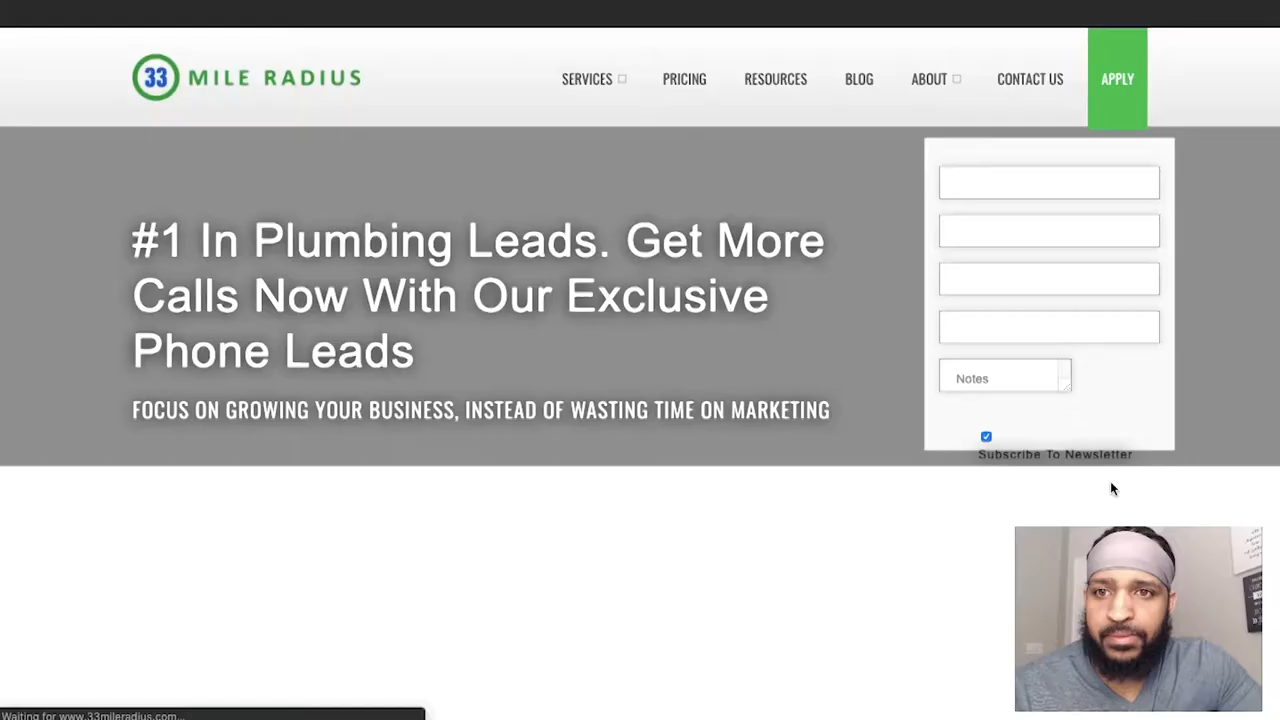 33 MILE RADIUS
SERVICES
PRICING
RESOURCES
BLOG
ABOUT
CONTACT US
APPLY
#1 In Plumbing Leads. Get More
Calls Now With Our Exclusive
Phone Leads
FOCUS ON GROWING YOUR BUSINESS, INSTEAD OF WASTING TIME ON MARKETING
Notes
Subscribe To Newsletter
Waiting for www.33mileradius.com...